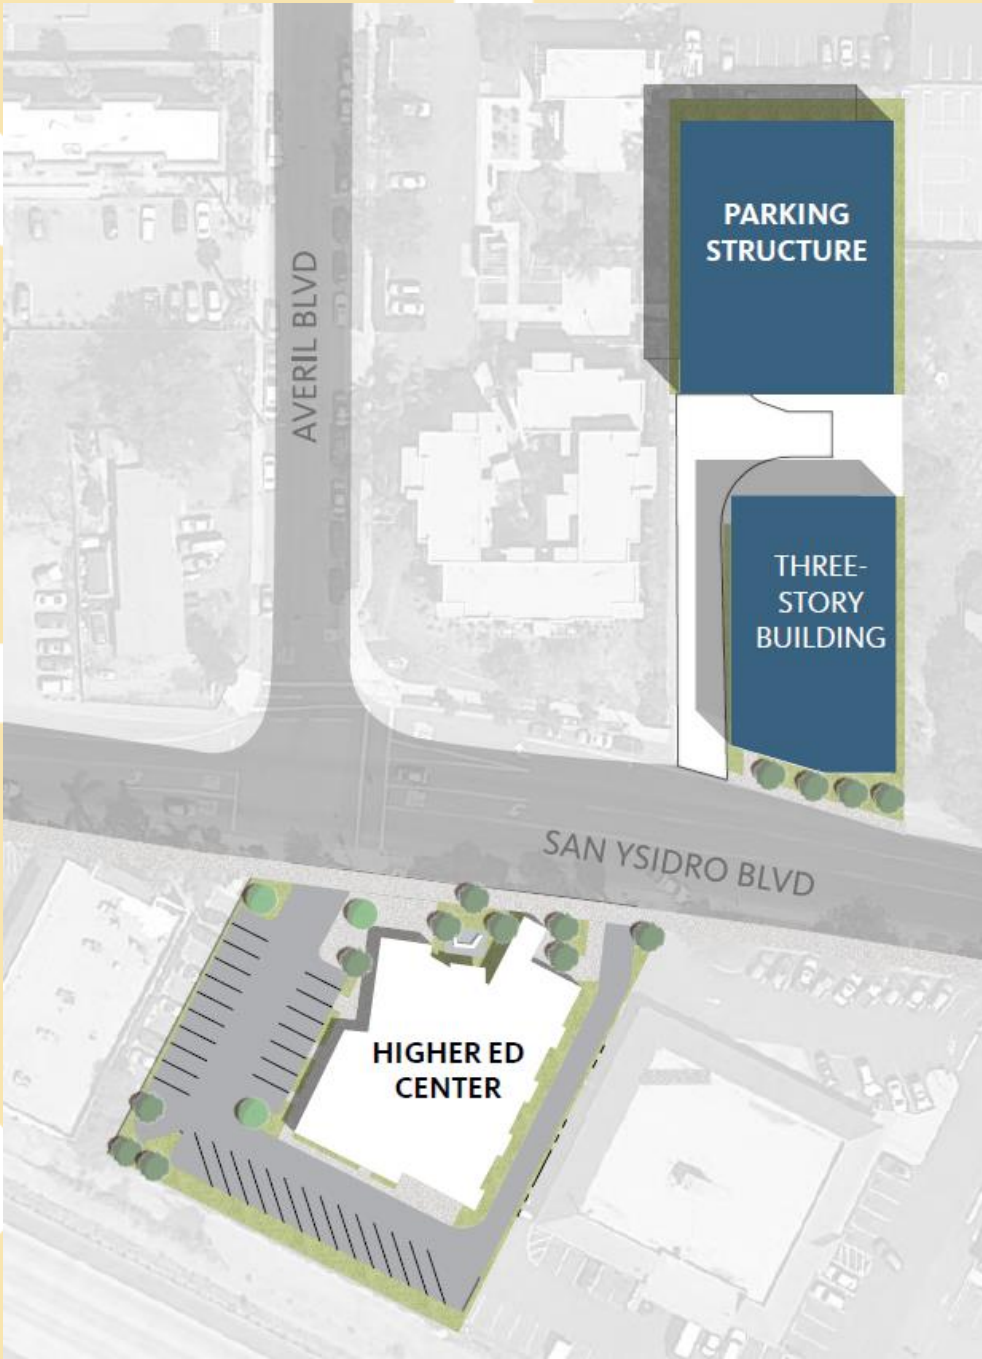 PARKING
STRUCTURE
AVERIL BLVD
THREE-
STORY
BUILDING
SAN YSIDRO BLVD
HIGHER ED
CENTER